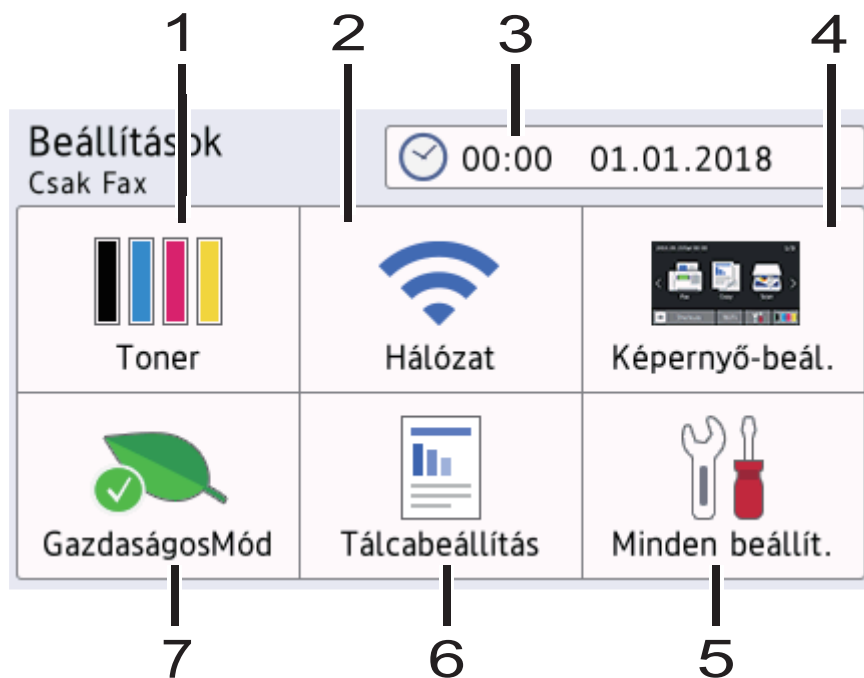 1 2 3 4
Beállítások
Csak Fax
00:00 01.01.2018
Toner Hálózat Képernyő-beál.
GazdaságosMód Tálcabeállítás Minden beállít.
7 6 5